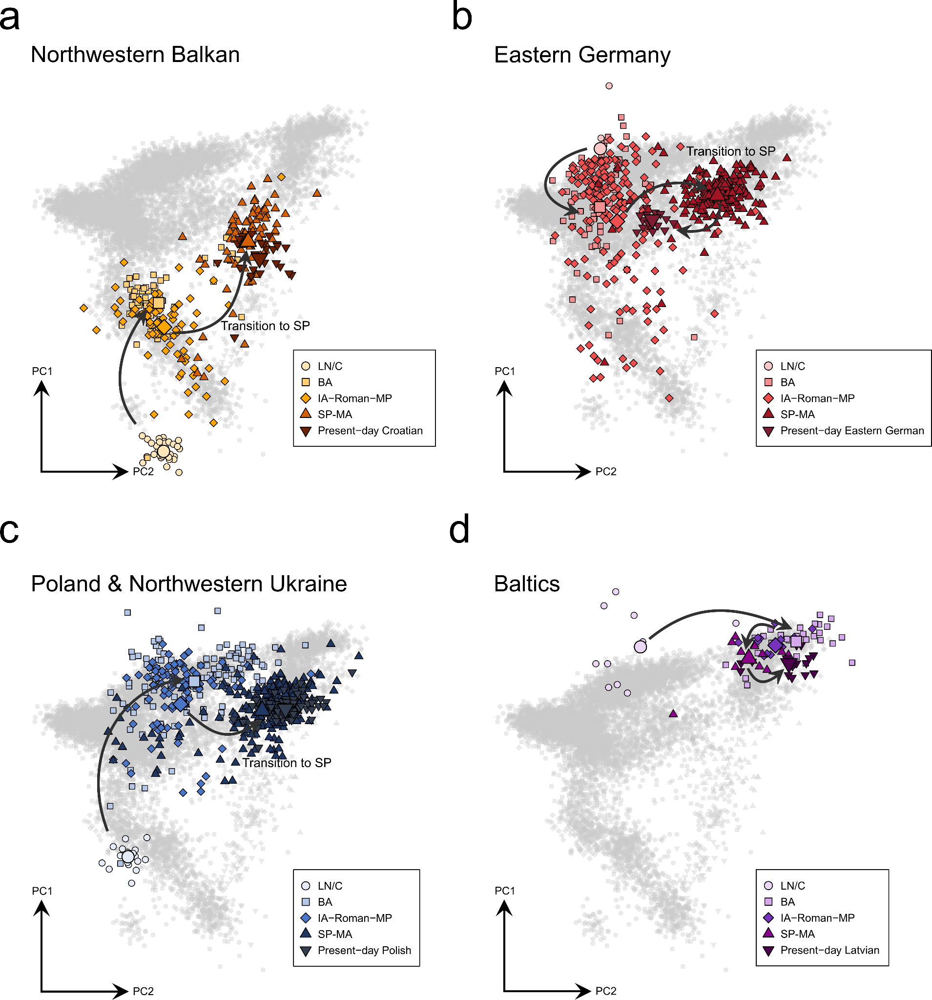 a
Northwestern Balkan
Transition to SP
PC1
PC2
LN/C
BA
IA−Roman−MP
SP-MA
Present−day Croatian
b
Eastern Germany
Transition to SP
PC1
PC2
LN/C
BA
IA−Roman−MP
SP-MA
Present−day Eastern German
c
Poland & Northwestern Ukraine
Transition to SP
PC1
PC2
LN/C
BA
IA−Roman−MP
SP-MA
Present−day Polish
d
Baltics
PC1
PC2
LN/C
BA
IA−Roman−MP
SP-MA
Present−day Latvian